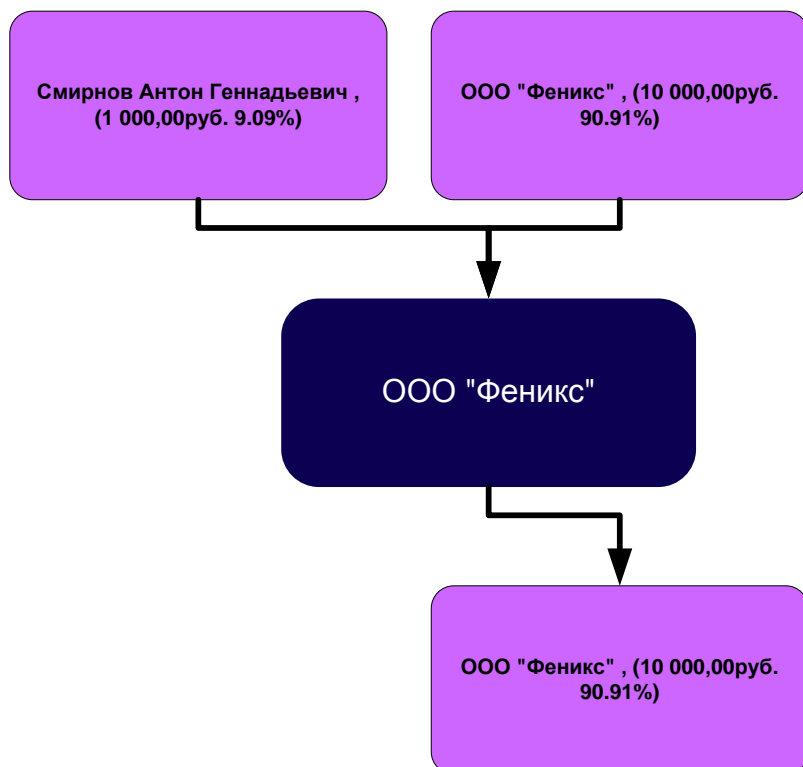 Смирнов Антон Геннадьевич ,
(1 000,00руб. 9.09%)
ООО "Феникс" , (10 000,00руб.
90.91%)
ООО "Феникс"
ООО "Феникс" , (10 000,00руб.
90.91%)